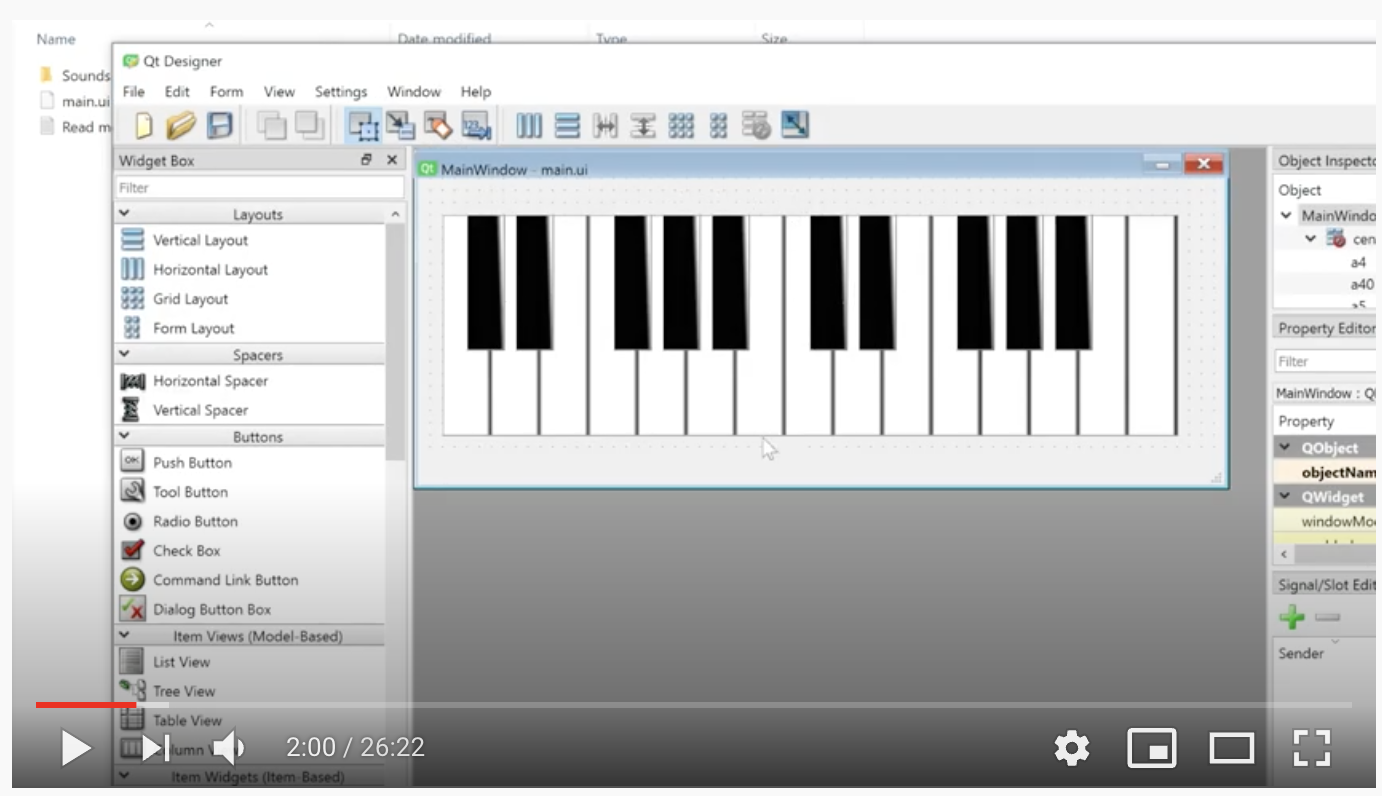 Name Date modified Type Size
Sounds
main.ui
Read m
Qt Designer
File Edit Form View Settings Window Help
Widget Box
Filter
Layouts
Vertical Layout
Horizontal Layout
Grid Layout
Form Layout
Spacers
Horizontal Spacer
Vertical Spacer
Buttons
Push Button
OK
Tool Button
Radio Button
Check Box
Command Link Button
Dialog Button Box
Item Views (Model-Based)
List View
Tree View
Table View
Item Widgets (Item-Based)
Qt MainWindow - main.ui
Object Inspecto
Object
MainWindo
cen
a4
a40
a5
Property Editor
Filter
MainWindow : Q
Property
QObject
objectNam
QWidget
windowMo
Signal/Slot Edit
Sender
2:00 / 26:22